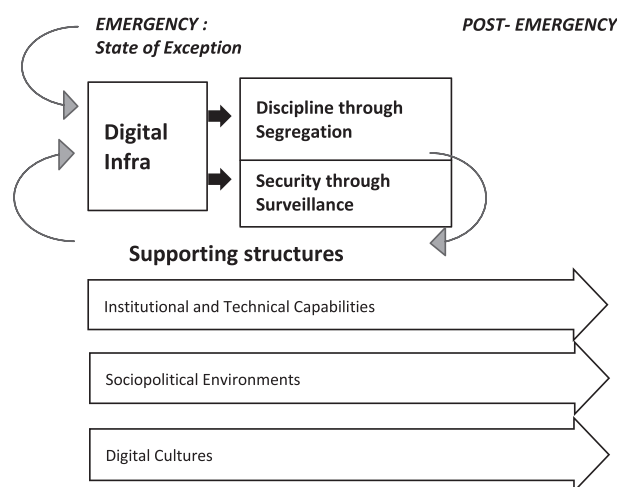 EMERGENCY :
State of Exception
POST- EMERGENCY
Digital
Infra
Discipline through
Segregation
Security through
Surveillance
Supporting structures
Institutional and Technical Capabilities
Sociopolitical Environments
Digital Cultures